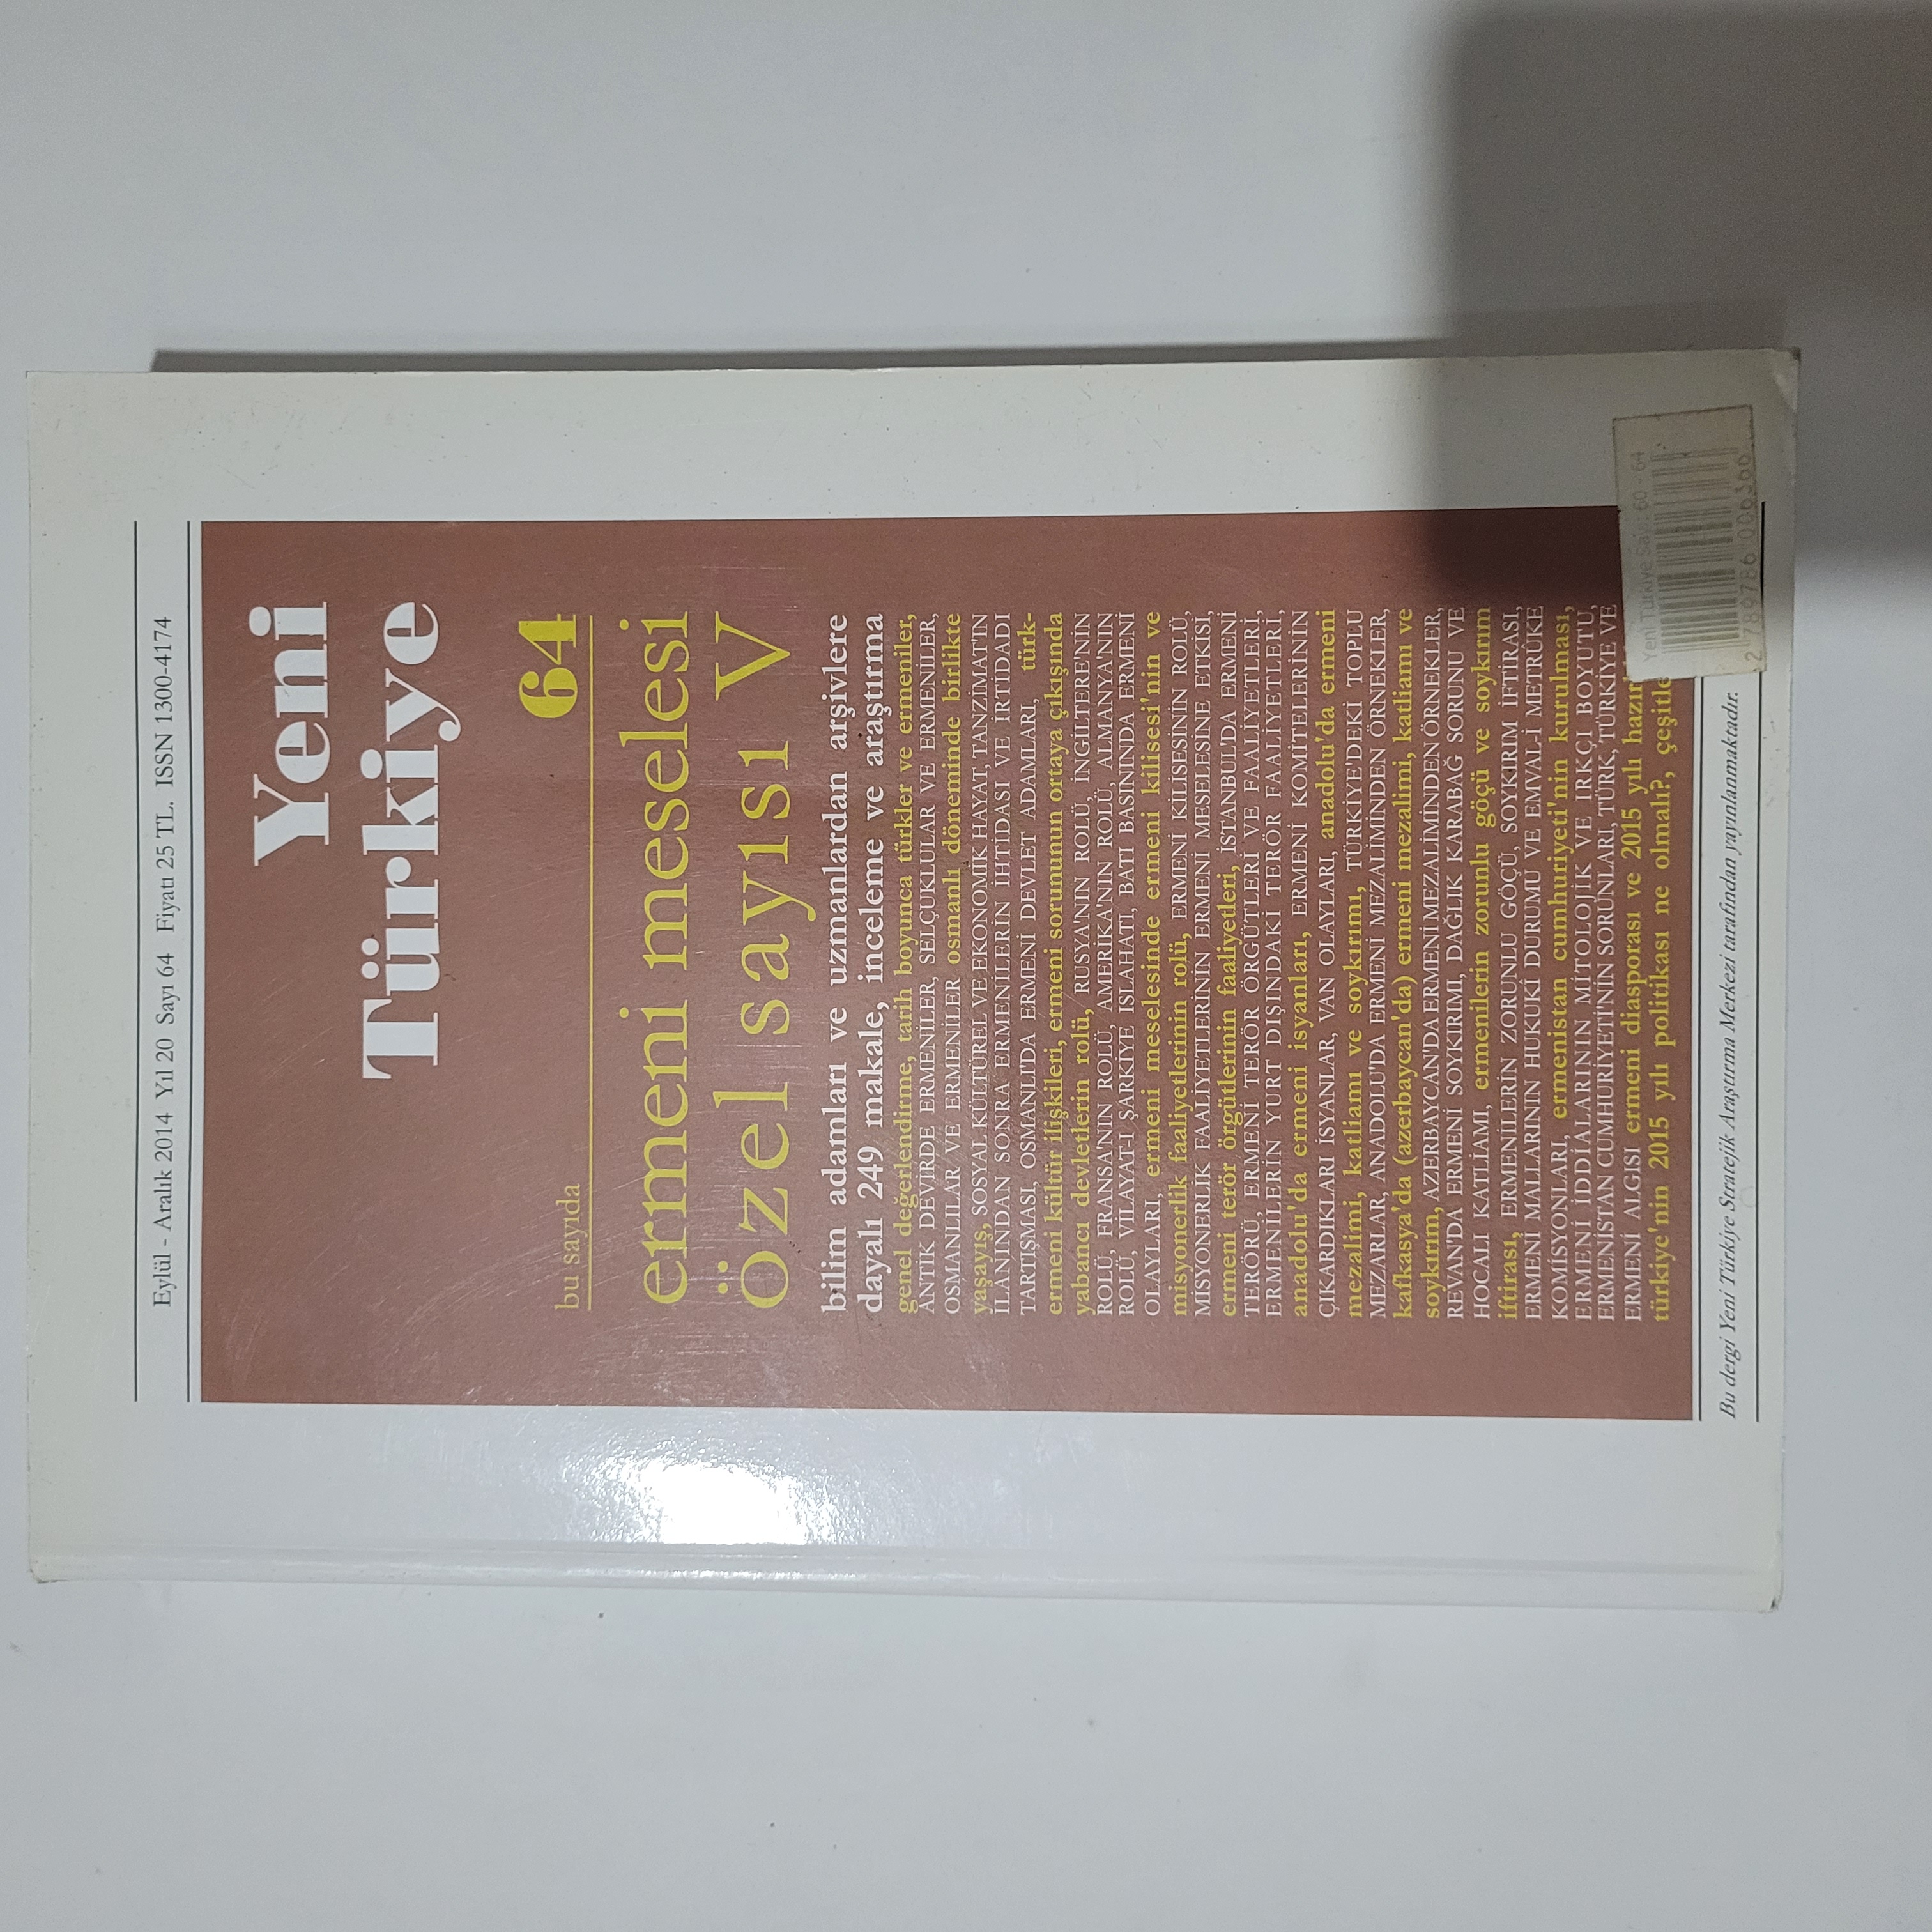 Eylül - Aralık 2014 Yıl 20 Sayı 64 Fiyatı 25 TL. ISSN 1300-4174
Yeni
Türkiye
bu sayıda 64
ermeni meselesi
özel sayısı V
bilim adamları ve uzmanlardan arşivlere
dayalı 249 makale, inceleme ve araştırma
genel değerlendirme, tarih boyunca türkler ve ermeniler,
ANTİK DEVİRDE ERMENİLER, SELÇUKLULAR VE ERMENİLER,
OSMANLILAR VE ERMENİLER osmanlı döneminde birlikte
yaşayış, SOSYAL KÜLTÜREL VE EKONOMİK HAYAT, TANZİMAT'IN
İLÂNINDAN SONRA ERMENİLERİN İHTİDASI VE İRTİDADI
TARTIŞMASI, OSMANLI'DA ERMENİ DEVLET ADAMLARI, türk-
ermeni kültür ilişkileri, ermeni sorununun ortaya çıkışında
yabancı devletlerin rolü, RUSYA'NIN ROLÜ, İNGİLTERE'NİN
ROLÜ, FRANSA'NIN ROLÜ, AMERİKA'NIN ROLÜ, ALMANYA'NIN
ROLÜ, VİLAYAT-I ŞARKİYE ISLAHATI, BATI BASININDA ERMENİ
OLAYLARI, ermeni meselesinde ermeni kilisesi'nin ve
misyonerlik faaliyetlerinin rolü, ERMENİ KİLİSESİNİN ROLÜ,
MİSYONERLİK FAALİYETLERİNİN ERMENİ MESELESİNE ETKİSİ,
ermeni terör örgütlerinin faaliyetleri, İSTANBUL'DA ERMENİ
TERÖRÜ, ERMENİ TERÖR ÖRGÜTLERİ VE FAALİYETLERİ,
ERMENİLERİN YURT DIŞINDAKİ TERÖR FAALİYETLERİ,
anadolu'da ermeni isyanları, ERMENİ KOMİTELERİNİN
ÇIKARDIKLARI İSYANLAR, VAN OLAYLARI, anadolu'da ermeni
mezalimi, katliamı ve soykırımı, TÜRKİYE'DEKİ TOPLU
MEZARLAR, ANADOLU'DA ERMENİ MEZALİMİNDEN ÖRNEKLER,
kafkasya'da (azerbaycan'da) ermeni mezalimi, katliamı ve
soykırım, AZERBAYCAN'DA ERMENİ MEZALİMİNDEN ÖRNEKLER,
REVAN'DA ERMENİ SOYKIRIMI, DAĞLIK KARABAĞ SORUNU VE
HOCALI KATLİAMI, ermenilerin zorunlu göçü ve soykırım
iftirası, ERMENİLERİN ZORUNLU GÖÇÜ, SOYKIRIM İFTİRASI,
ERMENİ MALLARININ HUKUKİ DURUMU VE EMVAL-İ METRUKE
KOMİSYONLARI, ermenistan cumhuriyeti'nin kurulması,
ERMENİ İDDİALARININ MİTOLOJİK VE IRKÇI BOYUTU,
ERMENİSTAN CUMHURİYETİ'NİN SORUNLARI, TÜRK, TÜRKİYE VE
ERMENİ ALGISI ermeni diasporası ve 2015 yılı
türkiye'nin 2015 yılı politikası ne olmalı?,
Bu dergi Yeni Türkiye Stratejik Araştırma Merkezi tarafından yayınlanmaktadır.
Yeni Türkiye Sayı: 60 - 64
2 789786 006366